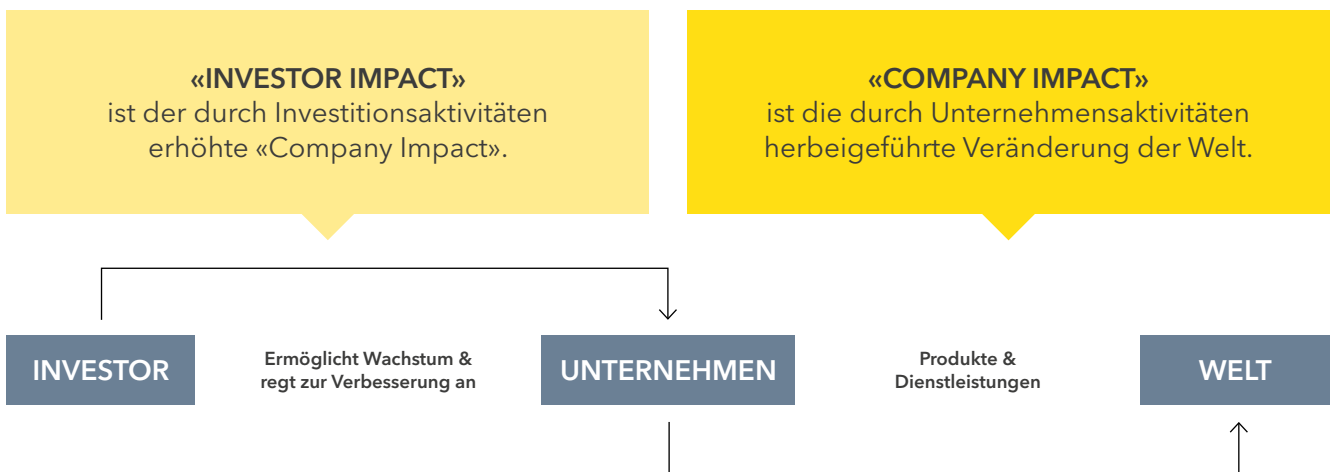 «INVESTOR IMPACT»
ist der durch Investitionsaktivitäten
erhöhte «Company Impact».
«COMPANY IMPACT»
ist die durch Unternehmensaktivitäten
herbeigeführte Veränderung der Welt.
INVESTOR
Ermöglicht Wachstum &
regt zur Verbesserung an
UNTERNEHMEN
Produkte &
Dienstleistungen
WELT